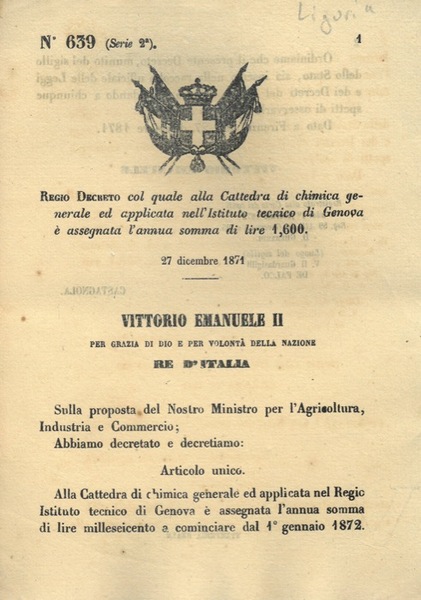 Liguria
N° 639 (Serie 2ª).
1
REGIO DECRETO col quale alla Cattedra di chimica ge-
nerale ed applicata nell'Istituto tecnico di Genova
è assegnata l'annua somma di lire 1,600.
27 dicembre 1871
VITTORIO EMANUELE II
PER GRAZIA DI DIO E PER VOLONTÀ DELLA NAZIONE
RE D'ITALIA
Sulla proposta del Nostro Ministro per l'Agricoltura,
Industria e Commercio;
Abbiamo decretato e decretiamo:
Articolo unico.
Alla Cattedra di chimica generale ed applicata nel Regio
Istituto tecnico di Genova è assegnata l'annua somma
di lire milleseicento a cominciare dal 1° gennaio 1872.